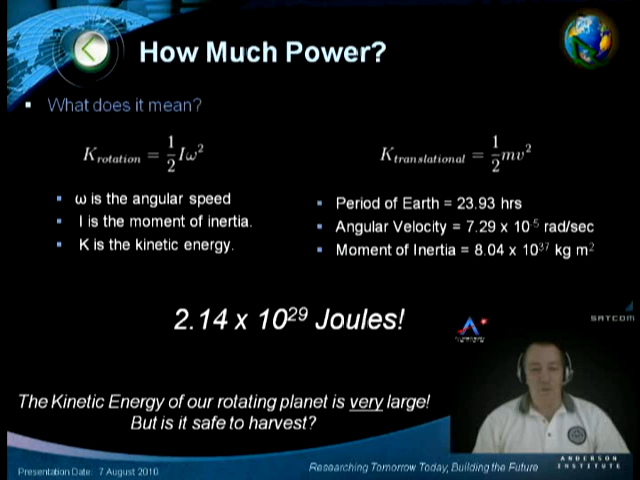 How Much Power?
What does it mean?
K_rotation = 1/2 Iω²
K_translational = 1/2 mv²
ω is the angular speed
I is the moment of inertia.
K is the kinetic energy.
Period of Earth = 23.93 hrs
Angular Velocity = 7.29 x 10⁻⁵ rad/sec
Moment of Inertia = 8.04 x 10³⁷ kg m²
2.14 x 10²⁹ Joules!
SATCOM
The Kinetic Energy of our rotating planet is very large!
But is it safe to harvest?
ANDERSON
INSTITUTE
Presentation Date: 7 August 2010
Researching Tomorrow Today, Building the Future